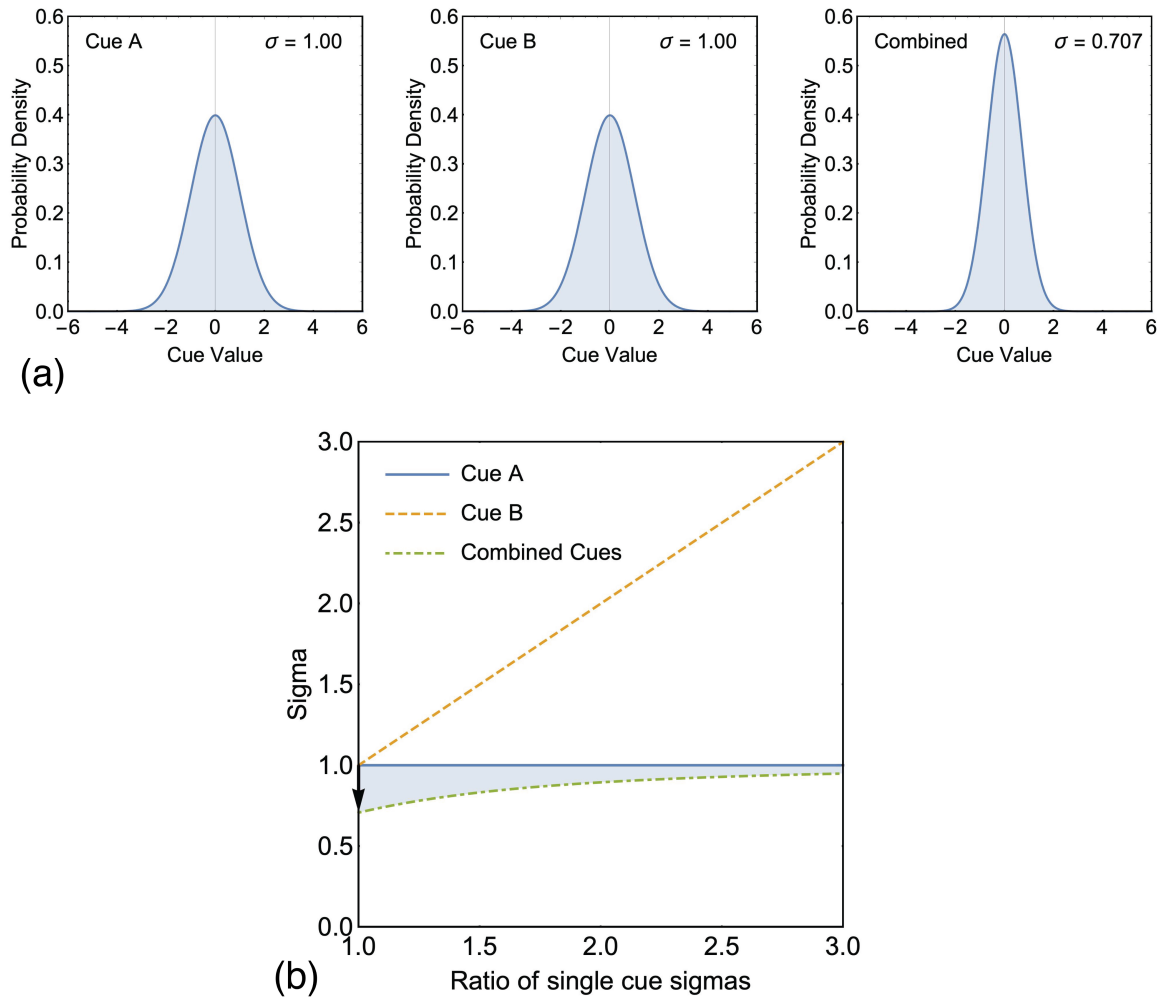 Cue A
σ = 1.00
Probability Density
0.6
0.5
0.4
0.3
0.2
0.1
0.0
−6
−4
−2
0
2
4
6
Cue Value
Cue B
σ = 1.00
Probability Density
0.6
0.5
0.4
0.3
0.2
0.1
0.0
−6
−4
−2
0
2
4
6
Cue Value
Combined
σ = 0.707
Probability Density
0.6
0.5
0.4
0.3
0.2
0.1
0.0
−6
−4
−2
0
2
4
6
Cue Value
(a)
Cue A
Cue B
Combined Cues
Sigma
3.0
2.5
2.0
1.5
1.0
0.5
0.0
1.0
1.5
2.0
2.5
3.0
Ratio of single cue sigmas
(b)